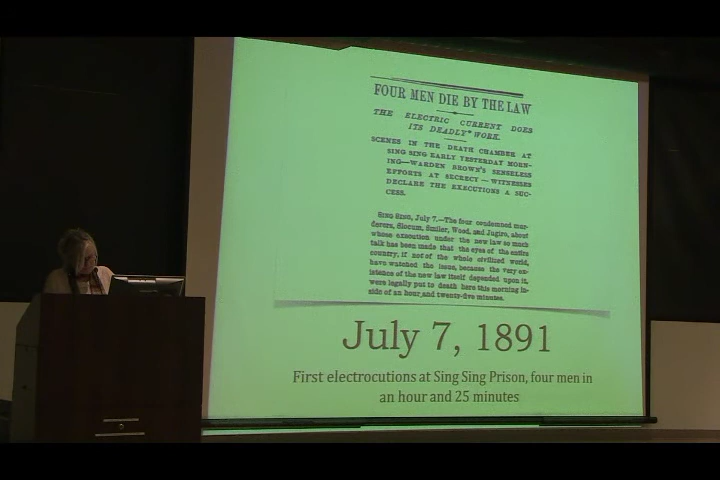 FOUR MEN DIE BY THE LAW
THE ELECTRIC CURRENT DOES
ITS DEADLY WORK.
SCENES IN THE DEATH CHAMBER AT
SING SING EARLY YESTERDAY MORN-
ING—WARDEN BROWN'S SENSELESS
EFFORTS AT SECRECY — WITNESSES
DECLARE THE EXECUTIONS A SUC-
CESS.
SING SING, July 7.—The four condemned mur-
derers, Slocum, Smiler, Wood, and Jugiro, about
whose execution under the new law so much
talk has been made that the eyes of the entire
country, if not of the whole civilized world,
have watched the issue, because the very ex-
istence of the new law itself depended upon it,
were legally put to death here this morning in-
side of an hour and twenty-five minutes.
July 7, 1891
First electrocutions at Sing Sing Prison, four men in
an hour and 25 minutes